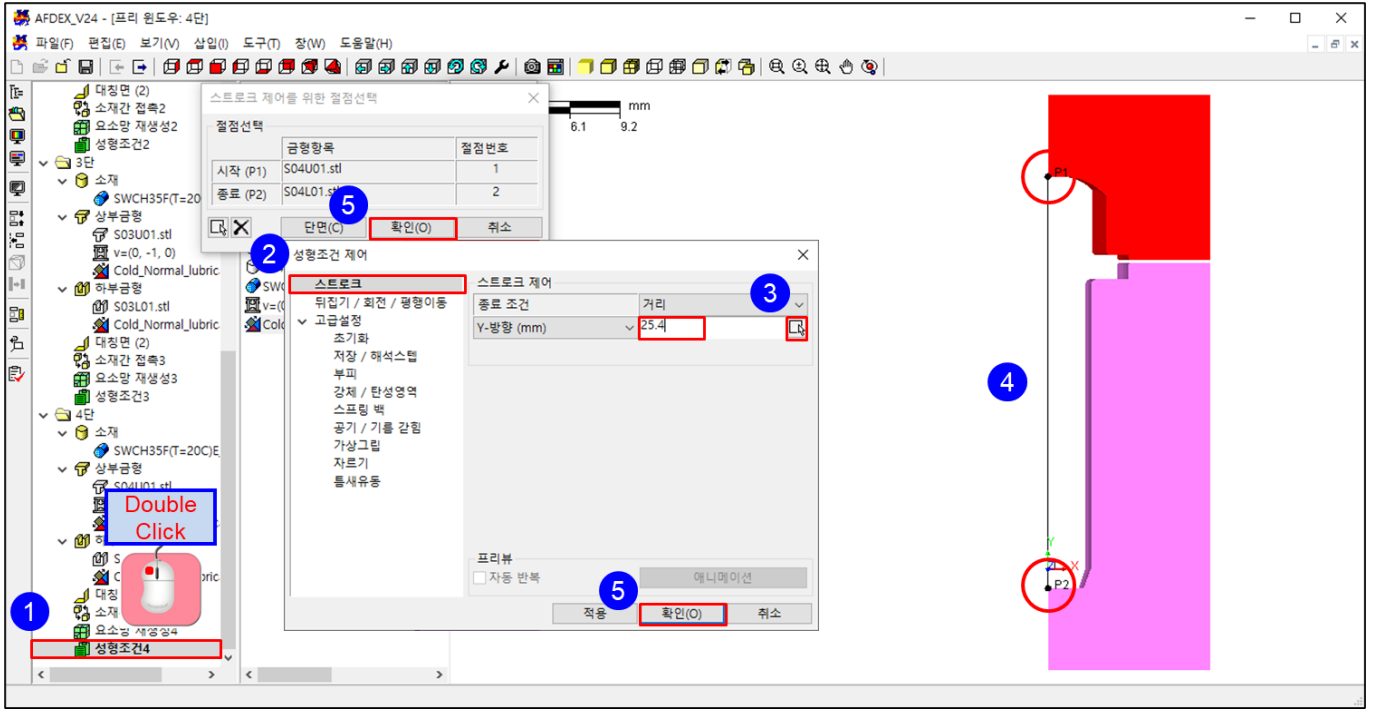 AFDEX_V24 - [프리 윈도우: 4단]
파일(F) 편집(E) 보기(V) 삽입(I) 도구(T) 창(W) 도움말(H)
대칭면 (2)
소재간 접촉2
요소망 재생성2
성형조건2
3단
소재
SWCH35F(T=20
상부금형
S03U01.stl
v=(0, -1, 0)
Cold_Normal_lubric
하부금형
S03L01.stl
Cold_Normal_lubric
대칭면 (2)
소재간 접촉3
요소망 재생성3
성형조건3
4단
소재
SWCH35F(T=20C)E
상부금형
S04U01.stl
Double
Click
하
S
C
bric
대칭
소재
요소망 재생성4
1
성형조건4
SW
v=(
Col
스트로크 제어를 위한 절점선택
절점선택
금형항목 절점번호
시작 (P1) S04U01.stl 1
종료 (P2) S04L01.stl 2
5
단면(C) 확인(O) 취소
2
성형조건 제어
스트로크
뒤집기 / 회전 / 평행이동
고급설정
초기화
저장 / 해석스텝
부피
강체 / 탄성영역
스프링 백
공기 / 기름 갇힘
가상그립
자르기
틈새유동
스트로크 제어
3
종료 조건 거리
Y-방향 (mm) 25.4
프리뷰
자동 반복 애니메이션
5
적용 확인(O) 취소
mm
6.1 9.2
P1
4
Y
Z X
P2